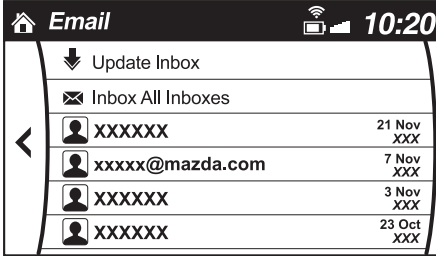 Email 10:20
Update Inbox
Inbox All Inboxes
XXXXXX 21 Nov
XXX
xxxxx@mazda.com 7 Nov
XXX
XXXXXX 3 Nov
XXX
XXXXXX 23 Oct
XXX